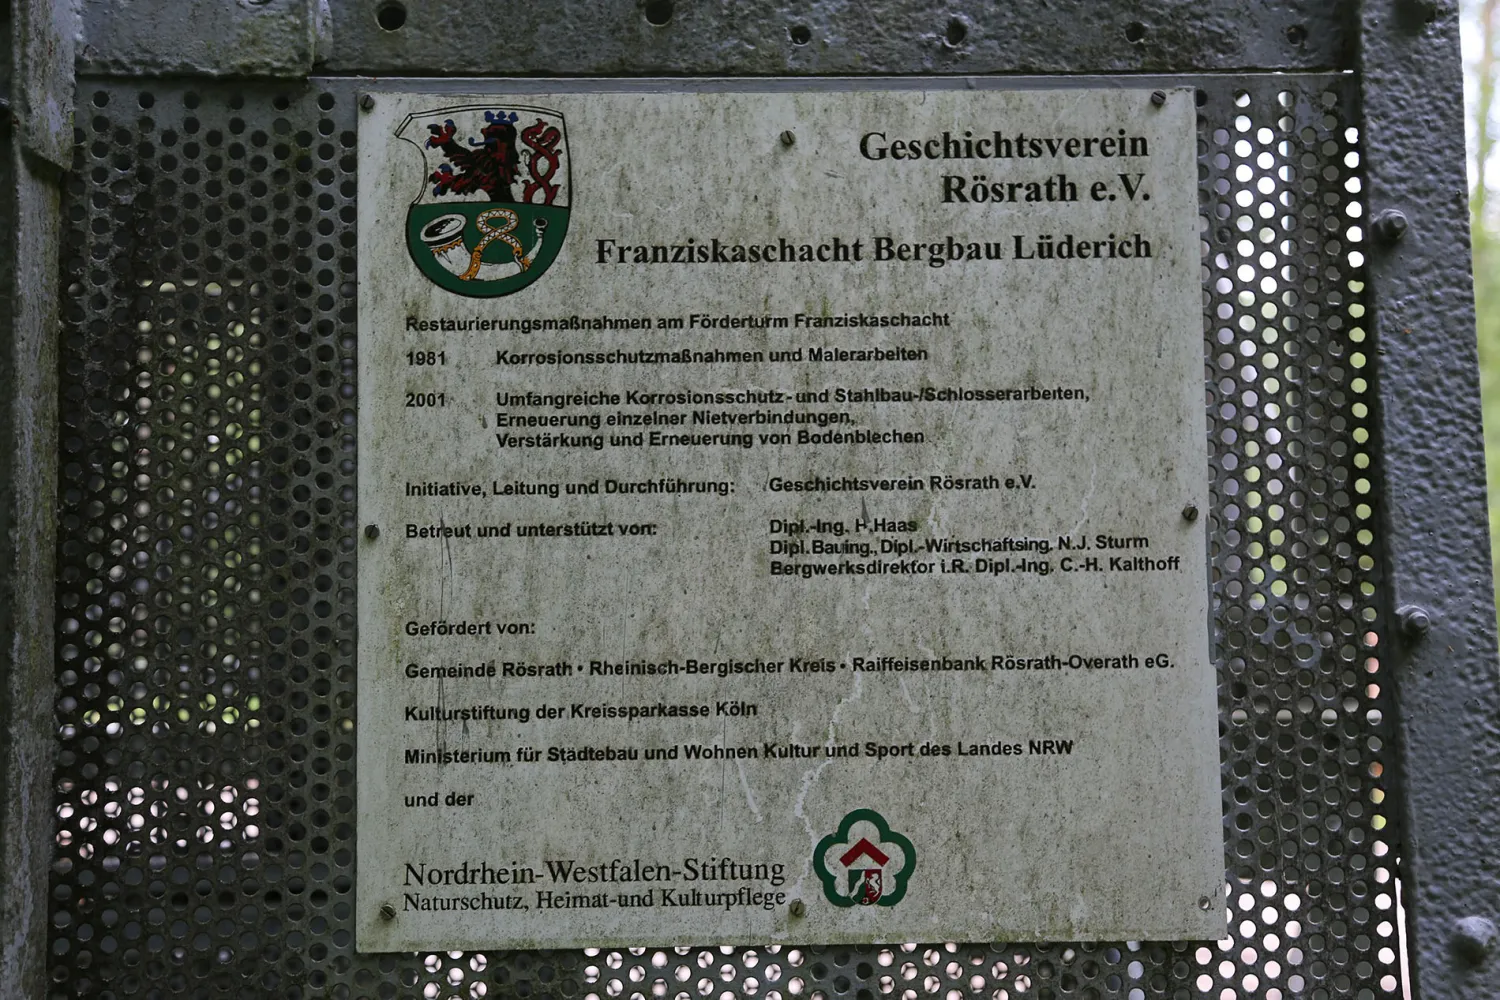 Geschichtsverein
Rösrath e.V.
Franziskaschacht Bergbau Lüderich
Restaurierungsmaßnahmen am Förderturm Franziskaschacht
1981 Korrosionsschutzmaßnahmen und Malerarbeiten
2001 Umfangreiche Korrosionsschutz- und Stahlbau-/Schlosserarbeiten,
Erneuerung einzelner Nietverbindungen,
Verstärkung und Erneuerung von Bodenblechen
Initiative, Leitung und Durchführung: Geschichtsverein Rösrath e.V.
Betreut und unterstützt von: Dipl.-Ing. H.Haas
Dipl.Bauing., Dipl.-Wirtschaftsing. N.J. Sturm
Bergwerksdirektor i.R. Dipl.-Ing. C.-H. Kalthoff
Gefördert von:
Gemeinde Rösrath • Rheinisch-Bergischer Kreis • Raiffeisenbank Rösrath-Overath eG.
Kulturstiftung der Kreissparkasse Köln
Ministerium für Städtebau und Wohnen Kultur und Sport des Landes NRW
und der
Nordrhein-Westfalen-Stiftung
Naturschutz, Heimat-und Kulturpflege